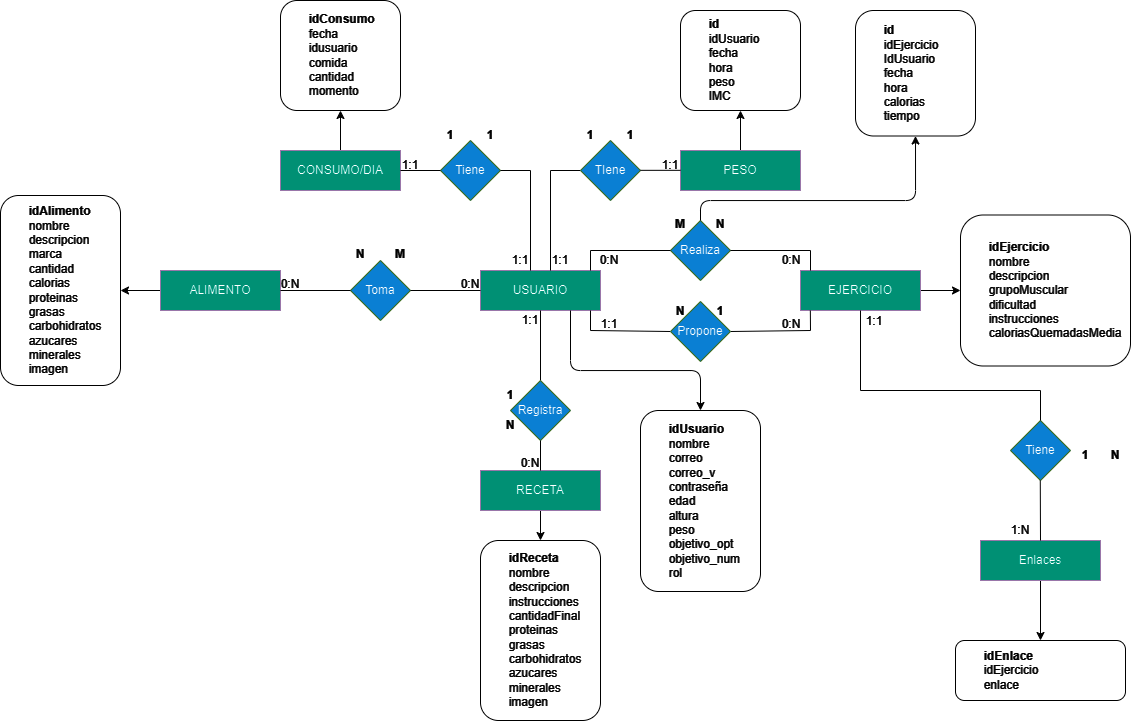 idConsumo
fecha
idusuario
comida
cantidad
momento
id
idUsuario
fecha
hora
peso
IMC
id
idEjercicio
IdUsuario
fecha
hora
calorias
tiempo
1 1
1 1
CONSUMO/DIA
1:1
Tiene
TIene
1:1
PESO
idAlimento
nombre
descripcion
marca
cantidad
calorias
proteinas
grasas
carbohidratos
azucares
minerales
imagen
M N
Realiza
N M
1:1
1:1
0:N
0:N
ALIMENTO
0:N
Toma
0:N
USUARIO
EJERCICIO
idEjercicio
nombre
descripcion
grupoMuscular
dificultad
instrucciones
caloriasQuemadasMedia
N 1
1:1
1:1
Propone
0:N
1:1
1
Registra
N
0:N
RECETA
idUsuario
nombre
correo
correo_v
contraseña
edad
altura
peso
objetivo_opt
objetivo_num
rol
Tiene
1 N
1:N
Enlaces
idReceta
nombre
descripcion
instrucciones
cantidadFinal
proteinas
grasas
carbohidratos
azucares
minerales
imagen
idEnlace
idEjercicio
enlace